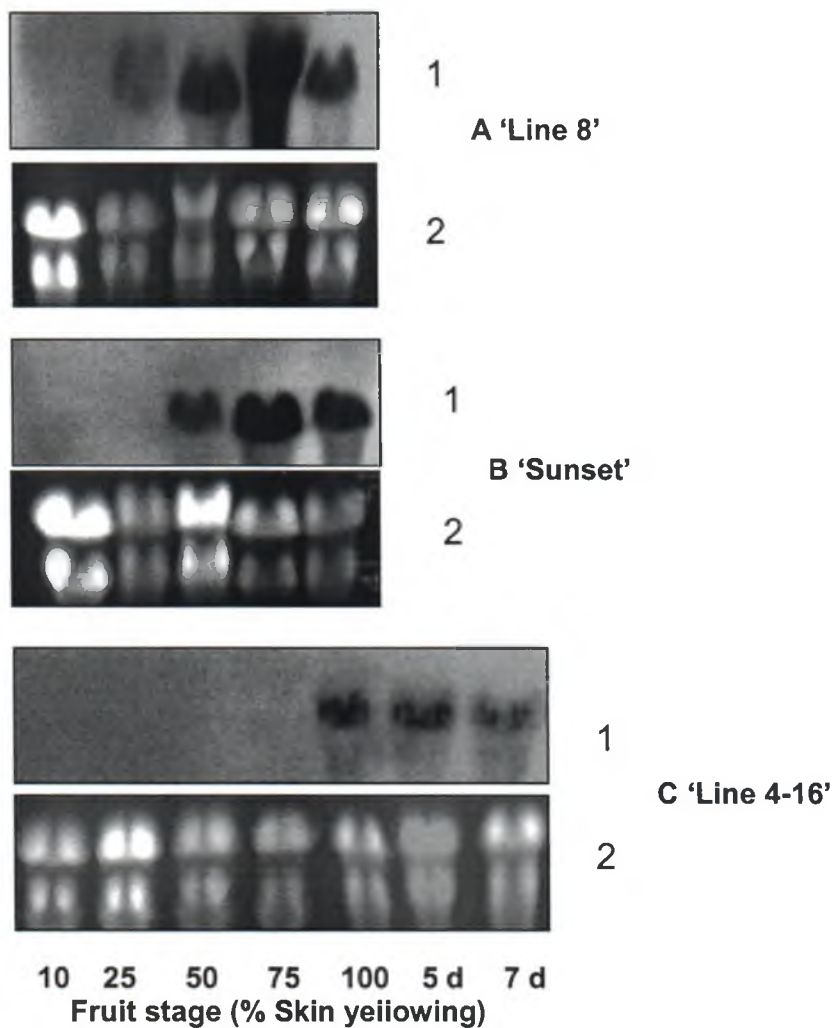 1
A 'Line 8'
2
1
B 'Sunset'
2
1
C 'Line 4-16'
2
10 25 50 75 100 5 d 7 d
Fruit stage (% Skin yeiiowing)